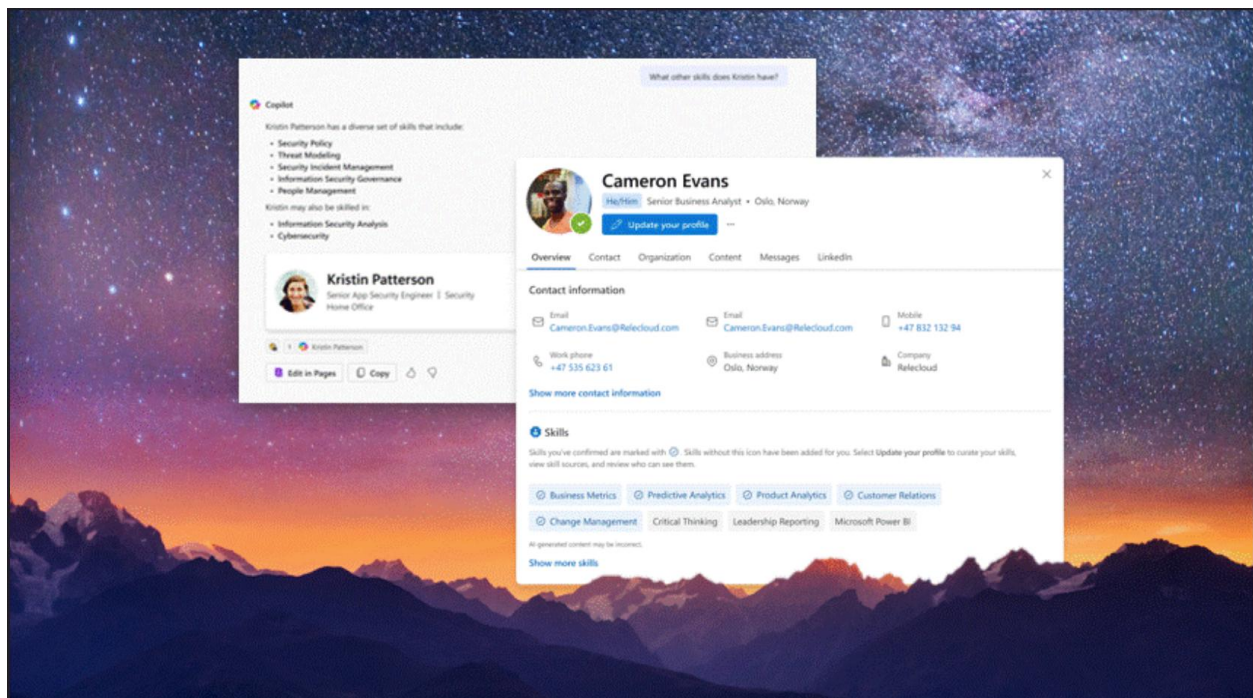 What other skills does Kristin have?
Copilot
Kristin Patterson has a diverse set of skills that include:
• Security Policy
• Threat Modeling
• Security Incident Management
• Information Security Governance
• People Management
Kristin may also be skilled in:
• Information Security Analysis
• Cybersecurity
Kristin Patterson
Senior App Security Engineer | Security
Home Office
1 Kristin Patterson
Edit in Pages Copy
Cameron Evans
He/Him Senior Business Analyst • Oslo, Norway
Update your profile
Overview Contact Organization Content Messages LinkedIn
Contact information
Email Email Mobile
Cameron.Evans@Relecloud.com Cameron.Evans@Relecloud.com +47 832 132 94
Work phone Business address Company
+47 535 623 61 Oslo, Norway Relecloud
Show more contact information
Skills
Skills you've confirmed are marked with . Skills without this icon have been added for you. Select Update your profile to curate your skills,
view skill sources, and review who can see them.
Business Metrics Predictive Analytics Product Analytics Customer Relations
Change Management Critical Thinking Leadership Reporting Microsoft Power BI
AI generated content may be incorrect.
Show more skills